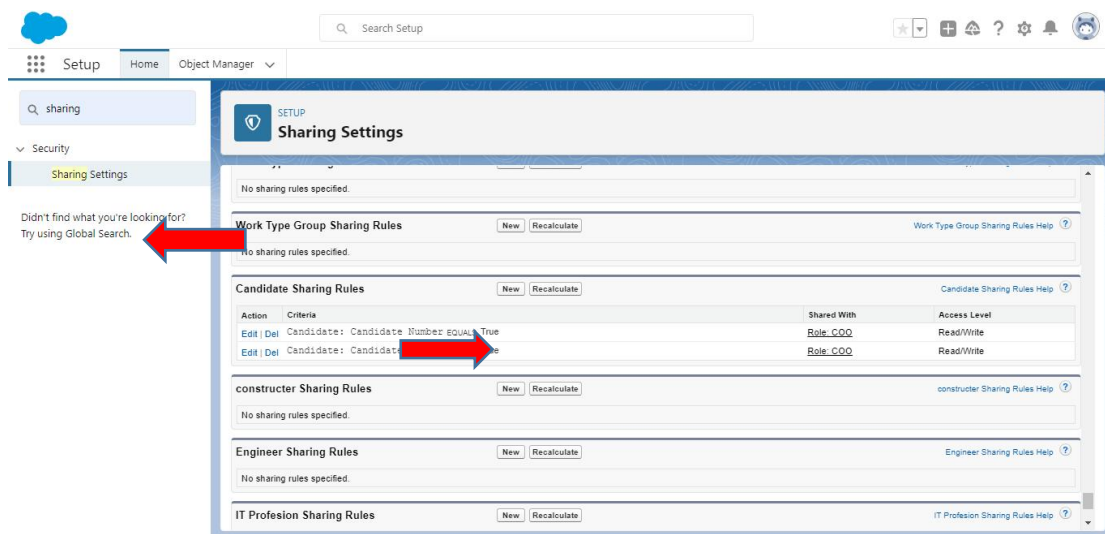 Search Setup
Setup
Home
Object Manager
sharing
Security
Sharing Settings
Didn't find what you're looking for?
Try using Global Search.
SETUP
Sharing Settings
No sharing rules specified.
Work Type Group Sharing Rules
New
Recalculate
Work Type Group Sharing Rules Help ?
No sharing rules specified.
Candidate Sharing Rules
New
Recalculate
Candidate Sharing Rules Help ?
Action Criteria Shared With Access Level
Edit | Del Candidate: Candidate Number EQUALS True Role: COO Read/Write
Edit | Del Candidate: Candidate Role: COO Read/Write
constructer Sharing Rules
New
Recalculate
constructer Sharing Rules Help ?
No sharing rules specified.
Engineer Sharing Rules
New
Recalculate
Engineer Sharing Rules Help ?
No sharing rules specified.
IT Profesion Sharing Rules
New
Recalculate
IT Profesion Sharing Rules Help ?